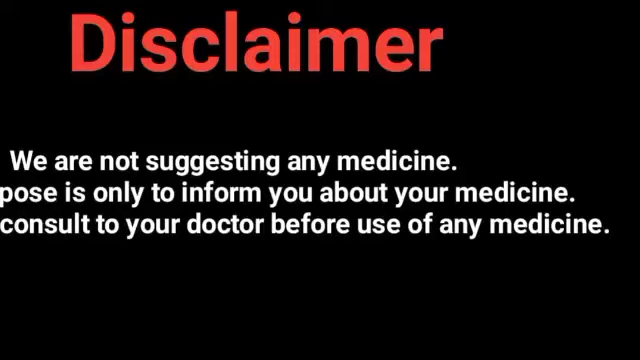 Disclaimer
We are not suggesting any medicine.
pose is only to inform you about your medicine.
consult to your doctor before use of any medicine.